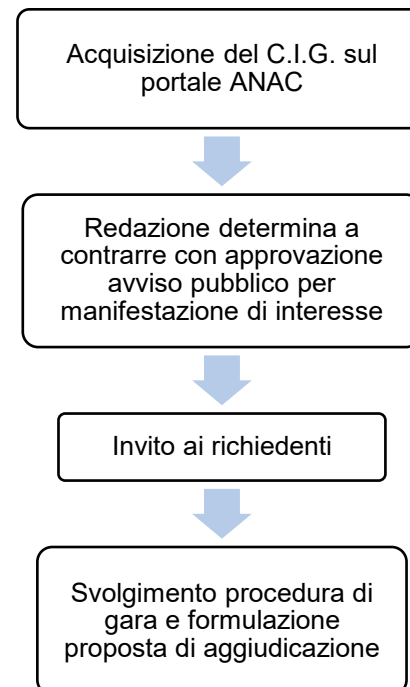 Acquisizione del C.I.G. sul
portale ANAC
Redazione determina a
contrarre con approvazione
avviso pubblico per
manifestazione di interesse
Invito ai richiedenti
Svolgimento procedura di
gara e formulazione
proposta di aggiudicazione